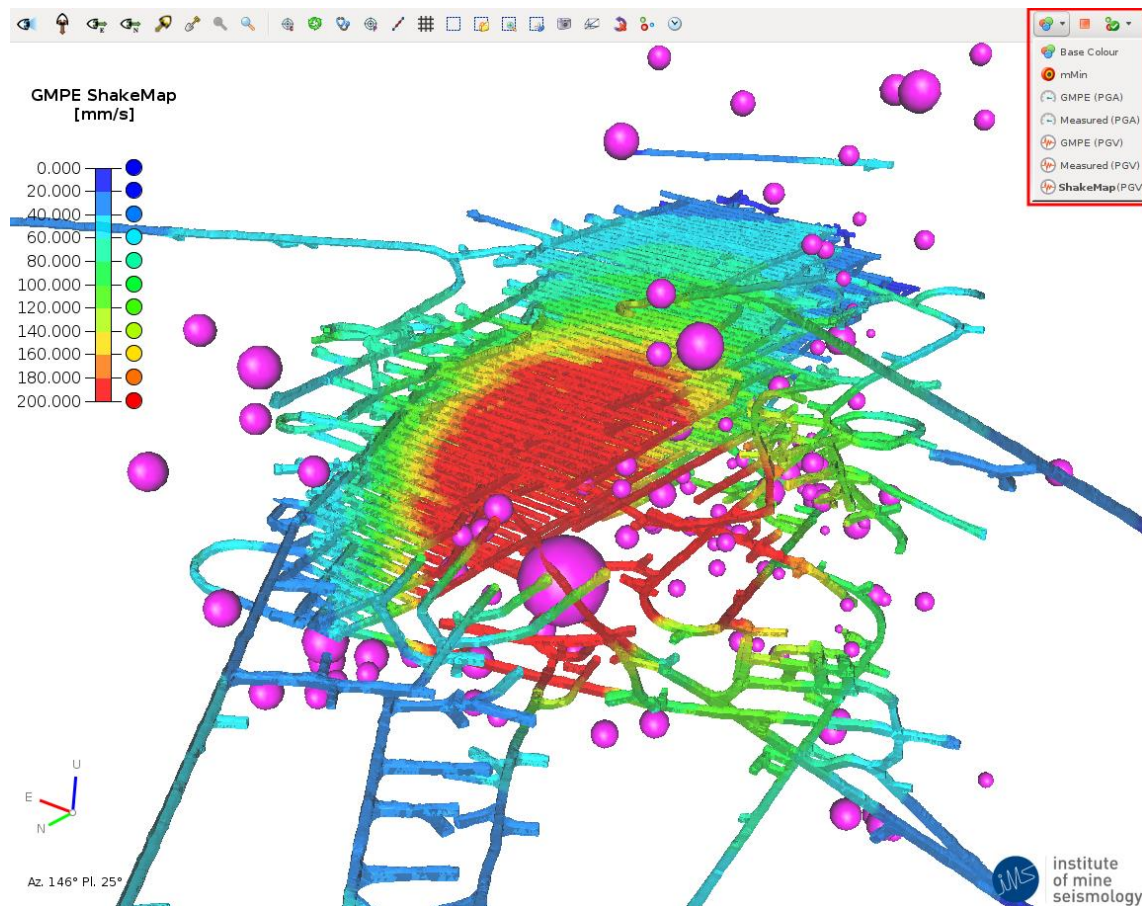 GMPE ShakeMap
[mm/s]
0.000
20.000
40.000
60.000
80.000
100.000
120.000
140.000
160.000
180.000
200.000
E
N
Base Colour
mMin
GMPE (PGA)
Measured (PGA)
GMPE (PGV)
Measured (PGV)
ShakeMap(PGV
U
E
N
Az. 146° Pl. 25°
iMS
institute
of mine
seismology